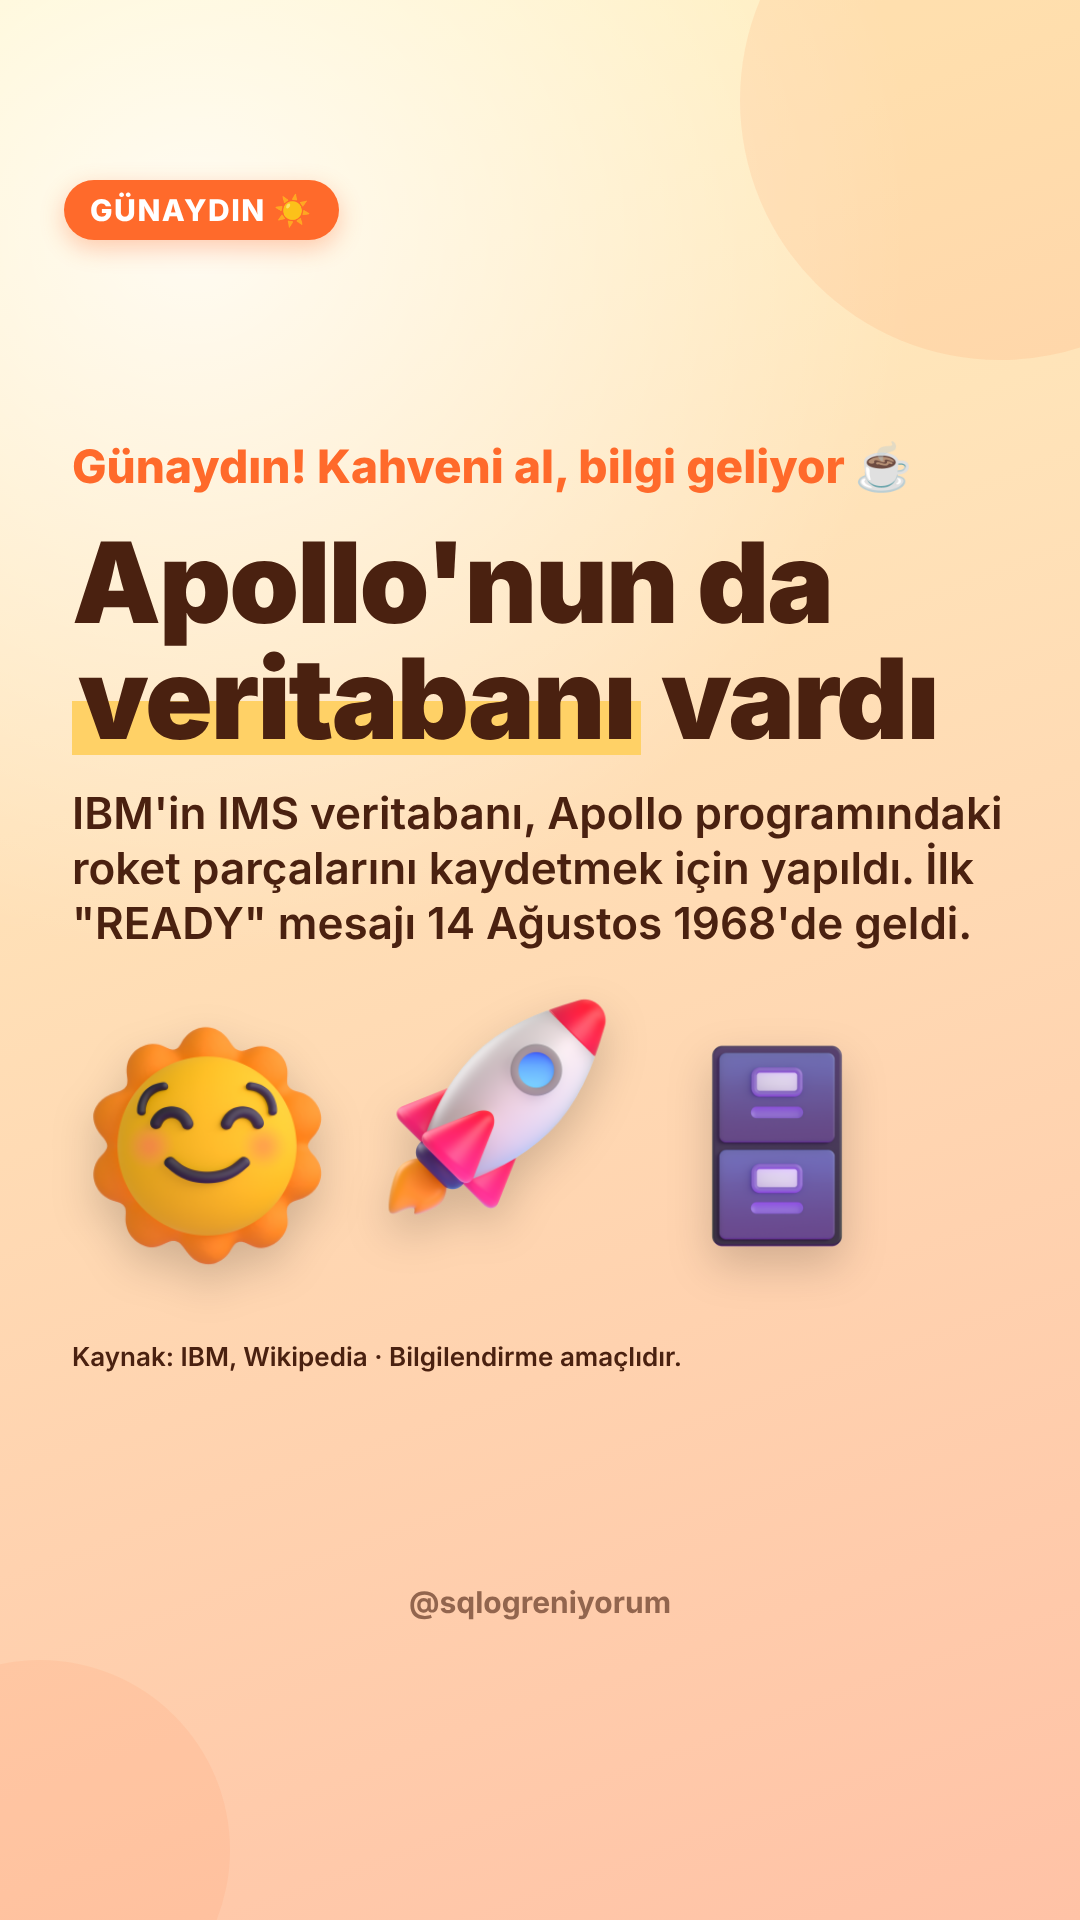 GÜNAYDIN ☀️
Günaydın! Kahveni al, bilgi geliyor ☕
Apollo'nun da
veritabanı vardı
IBM'in IMS veritabanı, Apollo programındaki
roket parçalarını kaydetmek için yapıldı. İlk
"READY" mesajı 14 Ağustos 1968'de geldi.
Kaynak: IBM, Wikipedia · Bilgilendirme amaçlıdır.
@sqlogreniyorum